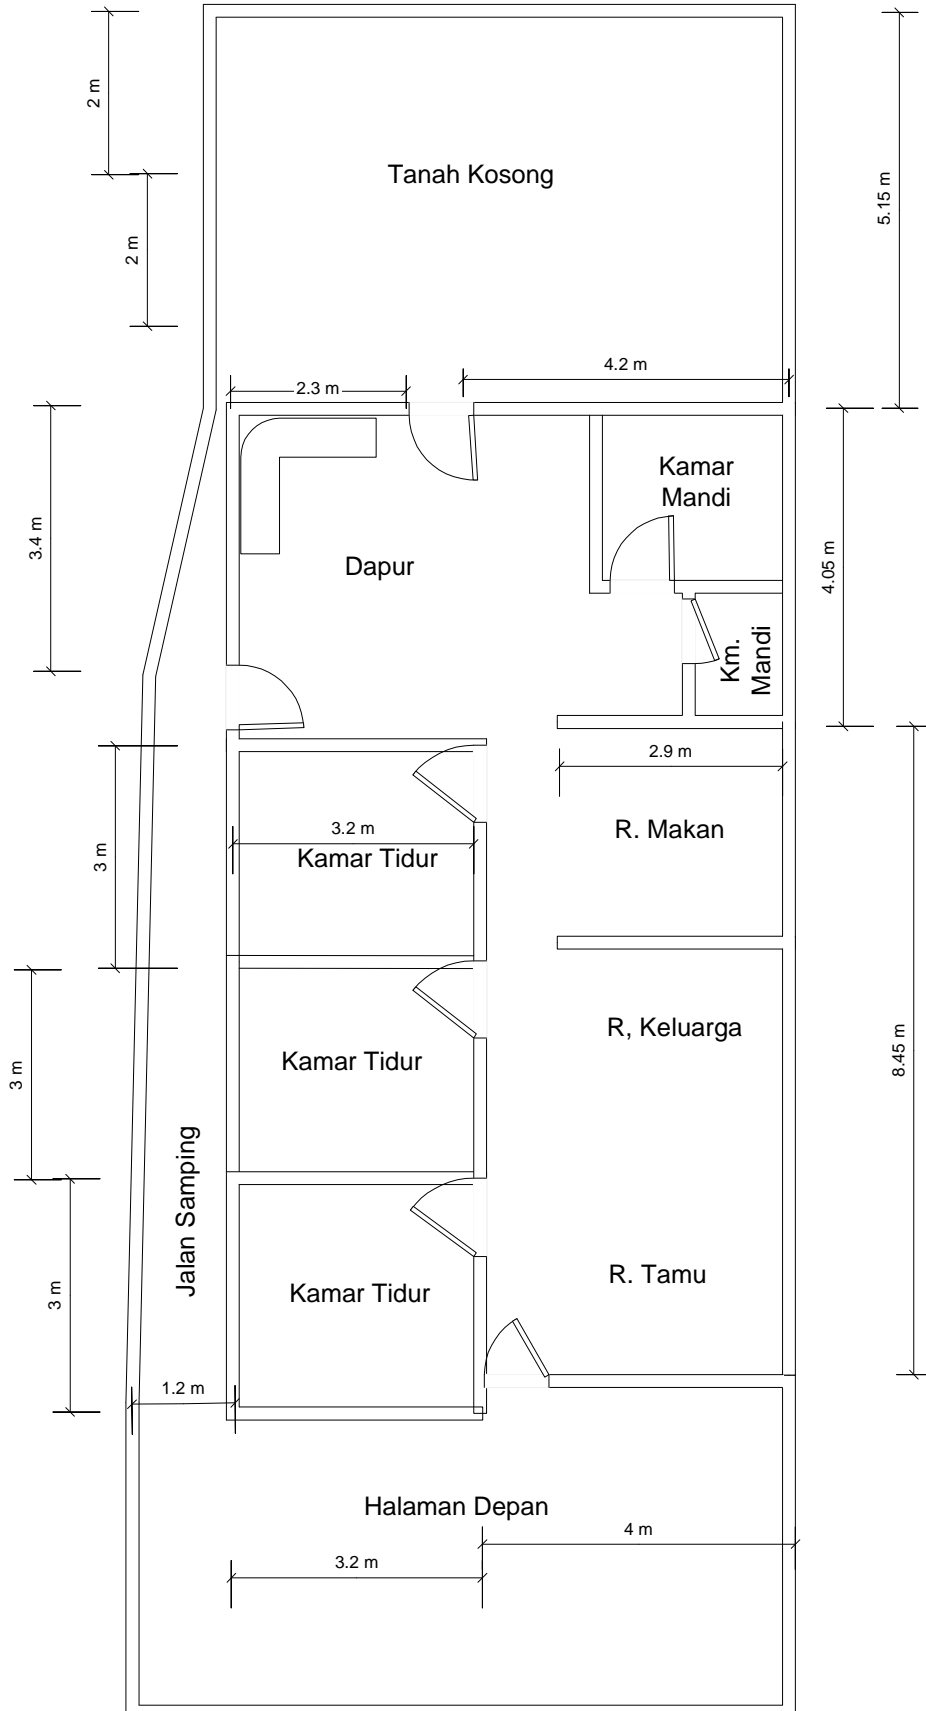 2 m
5.15 m
Tanah Kosong
2 m
4.2 m
2.3 m
Kamar
Mandi
3.4 m
Dapur
4.05 m
Km.
Mandi
2.9 m
3.2 m
R. Makan
3 m
Kamar Tidur
R, Keluarga
8.45 m
3 m
Kamar Tidur
Jalan Samping
R. Tamu
3 m
Kamar Tidur
1.2 m
Halaman Depan
4 m
3.2 m